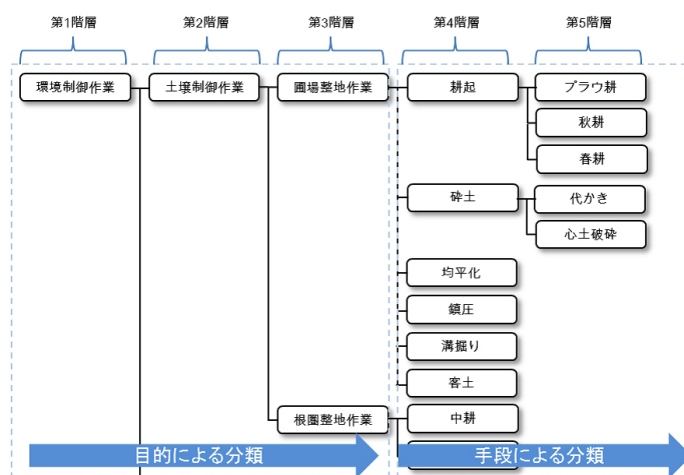 第1階層
第2階層
第3階層
第4階層
第5階層
環境制御作業
土壌制御作業
圃場整地作業
耕起
プラウ耕
秋耕
春耕
砕土
代かき
心土破砕
均平化
鎮圧
溝掘り
客土
根圏整地作業
中耕
目的による分類
手段による分類